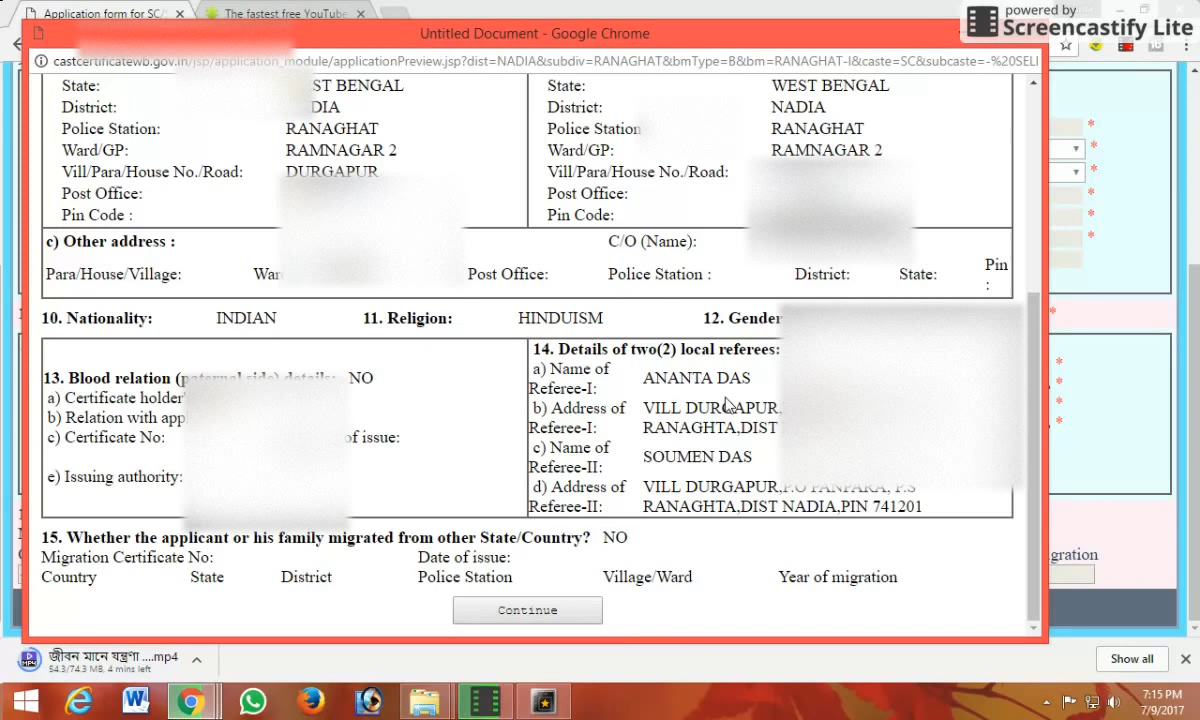 Application form for SC/
The fastest free YouTube
powered by
Screencastify Lite
Untitled Document - Google Chrome
castcertificatewb.gov.in/jsp/application_module/applicationPreview.jsp?dist=NADIA&subdiv=RANAGHAT&bmType=B&bm=RANAGHAT-I&caste=SC&subcaste=-%20SELI
State: ST BENGAL State: WEST BENGAL
District: DIA District: NADIA
Police Station: RANAGHAT Police Station RANAGHAT
Ward/GP: RAMNAGAR 2 Ward/GP: RAMNAGAR 2
Vill/Para/House No./Road: DURGAPUR Vill/Para/House No./Road:
Post Office: Post Office:
Pin Code : Pin Code:
c) Other address : C/O (Name):
Para/House/Village: War Post Office: Police Station : District: State: Pin :
10. Nationality: INDIAN 11. Religion: HINDUISM 12. Gender
13. Blood relation (paternal side) details: NO
a) Certificate holder'
b) Relation with appl
c) Certificate No: of issue:
e) Issuing authority:
14. Details of two(2) local referees:
a) Name of Referee-I: ANANTA DAS
b) Address of VILL DURGAPUR,
Referee-I: RANAGHTA,DIST
c) Name of Referee-II: SOUMEN DAS
d) Address of VILL DURGAPUR,P.O PANPARA, P.S
Referee-II: RANAGHTA,DIST NADIA,PIN 741201
15. Whether the applicant or his family migrated from other State/Country? NO
Migration Certificate No: Date of issue:
Country State District Police Station Village/Ward Year of migration
Continue
gration
জীবন মানে যন্ত্রণা ....mp4
54.3/74.3 MB, 4 mins left
Show all
7:15 PM
7/9/2017